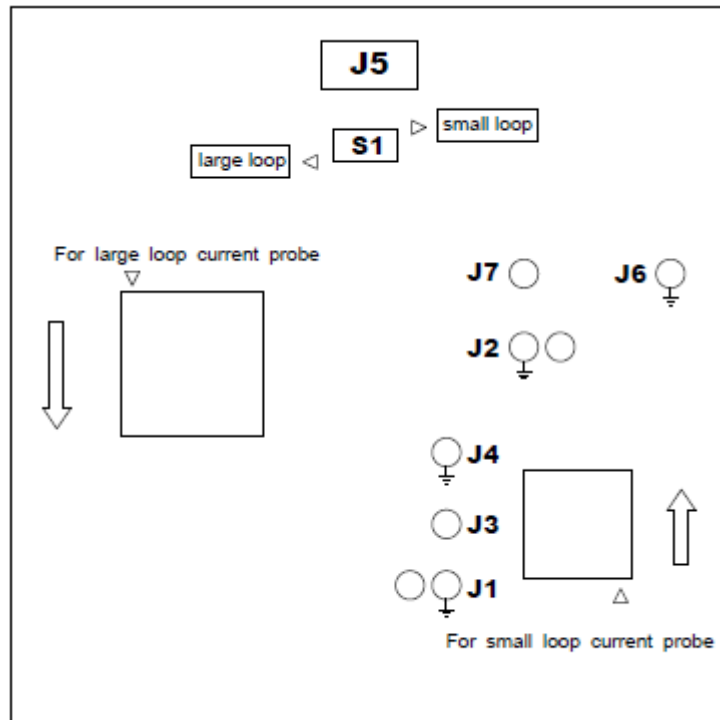 J5
small loop
S1
large loop
For large loop current probe
J7
J6
J2
J4
J3
J1
For small loop current probe